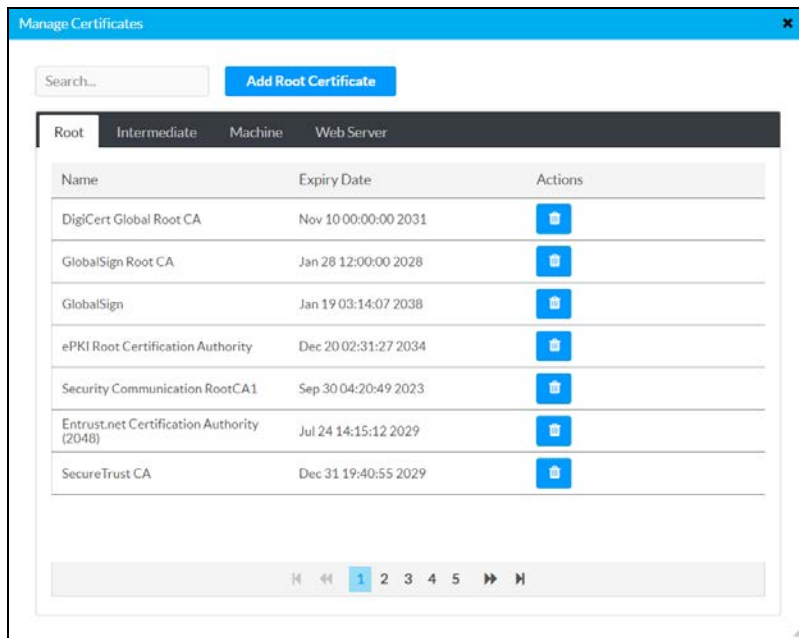 Manage Certificates
Search...
Add Root Certificate
Root Intermediate Machine Web Server
Name Expiry Date Actions
DigiCert Global Root CA Nov 10 00:00:00 2031
GlobalSign Root CA Jan 28 12:00:00 2028
GlobalSign Jan 19 03:14:07 2038
ePKI Root Certification Authority Dec 20 02:31:27 2034
Security Communication RootCA1 Sep 30 04:20:49 2023
Entrust.net Certification Authority
(2048) Jul 24 14:15:12 2029
SecureTrust CA Dec 31 19:40:55 2029
1 2 3 4 5